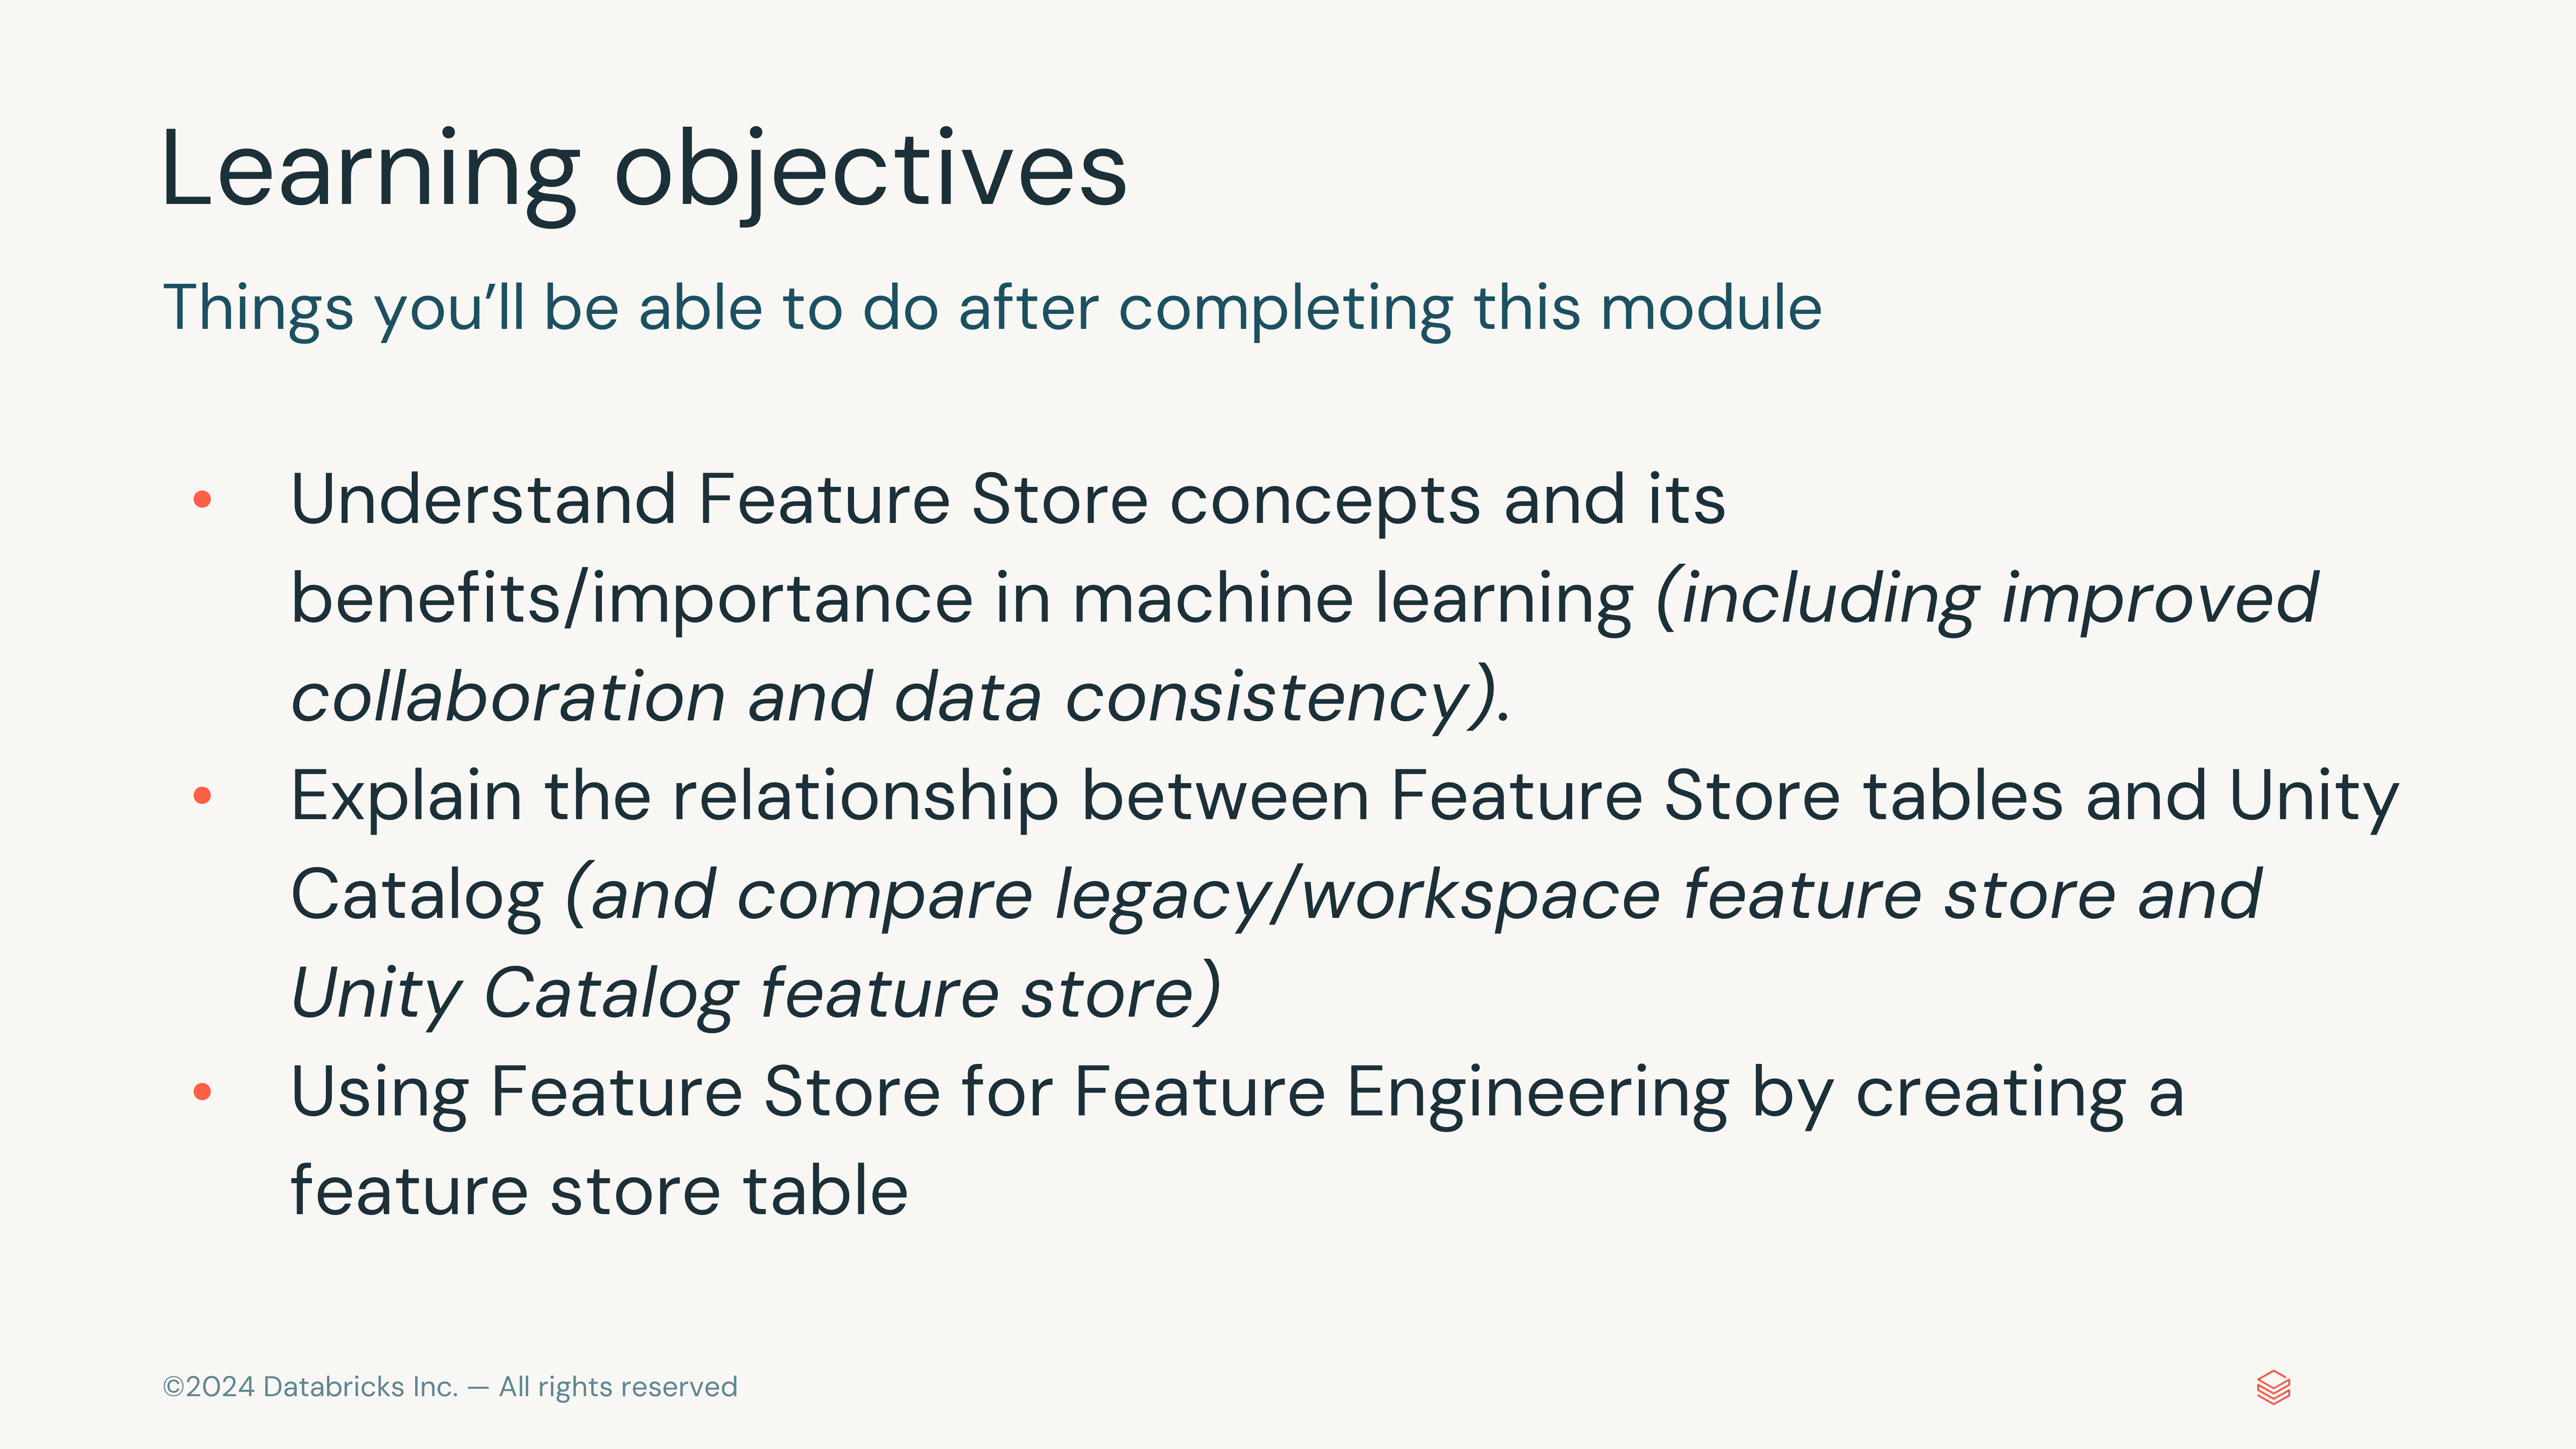 Learning objectives
Things you’ll be able to do after completing this module
• Understand Feature Store concepts and its
benefits/importance in machine learning (including improved
collaboration and data consistency).
• Explain the relationship between Feature Store tables and Unity
Catalog (and compare legacy/workspace feature store and
Unity Catalog feature store)
• Using Feature Store for Feature Engineering by creating a
feature store table
©2024 Databricks Inc. — All rights reserved